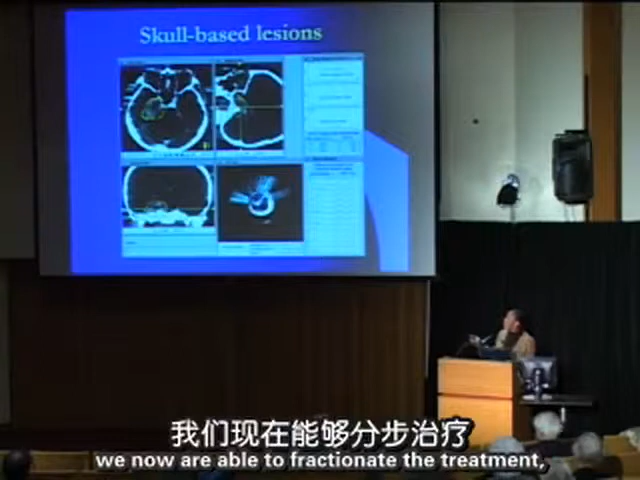 Skull-based lesions
我们现在能够分步治疗
we now are able to fractionate the treatment,